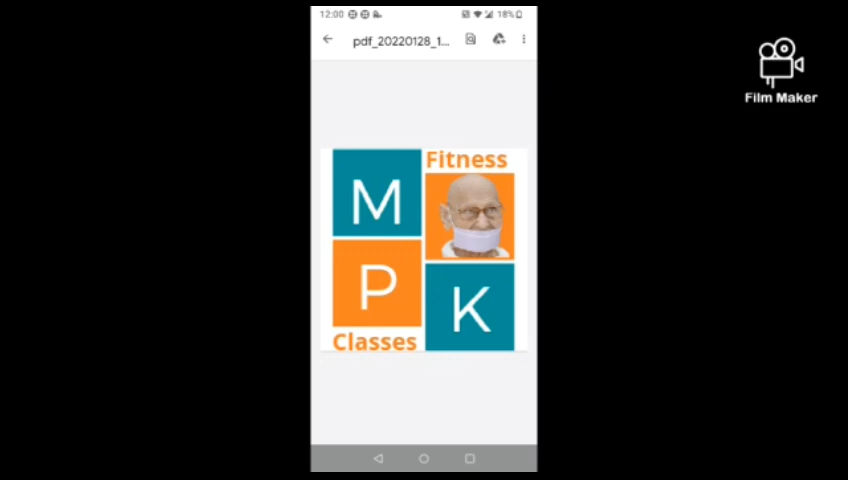 12:00
18%
pdf_20220128_1...
Film Maker
Fitness
M
P
K
Classes